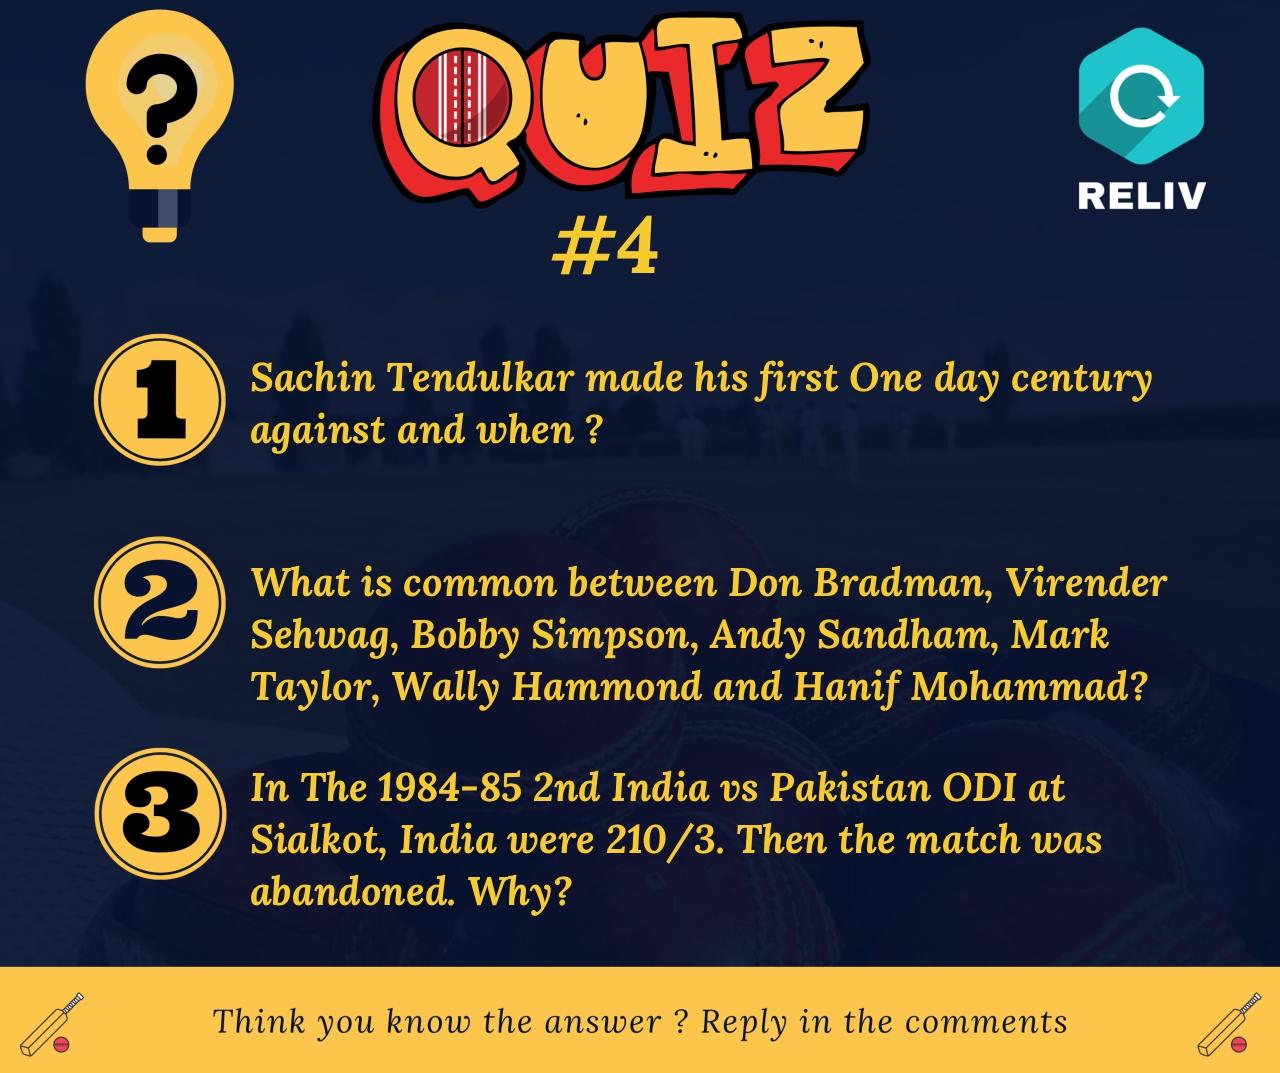 ?
QUIZ
RELIV
#4
1
Sachin Tendulkar made his first One day century
against and when ?
2
What is common between Don Bradman, Virender
Sehwag, Bobby Simpson, Andy Sandham, Mark
Taylor, Wally Hammond and Hanif Mohammad?
3
In The 1984-85 2nd India vs Pakistan ODI at
Sialkot, India were 210/3. Then the match was
abandoned. Why?
Think you know the answer ? Reply in the comments